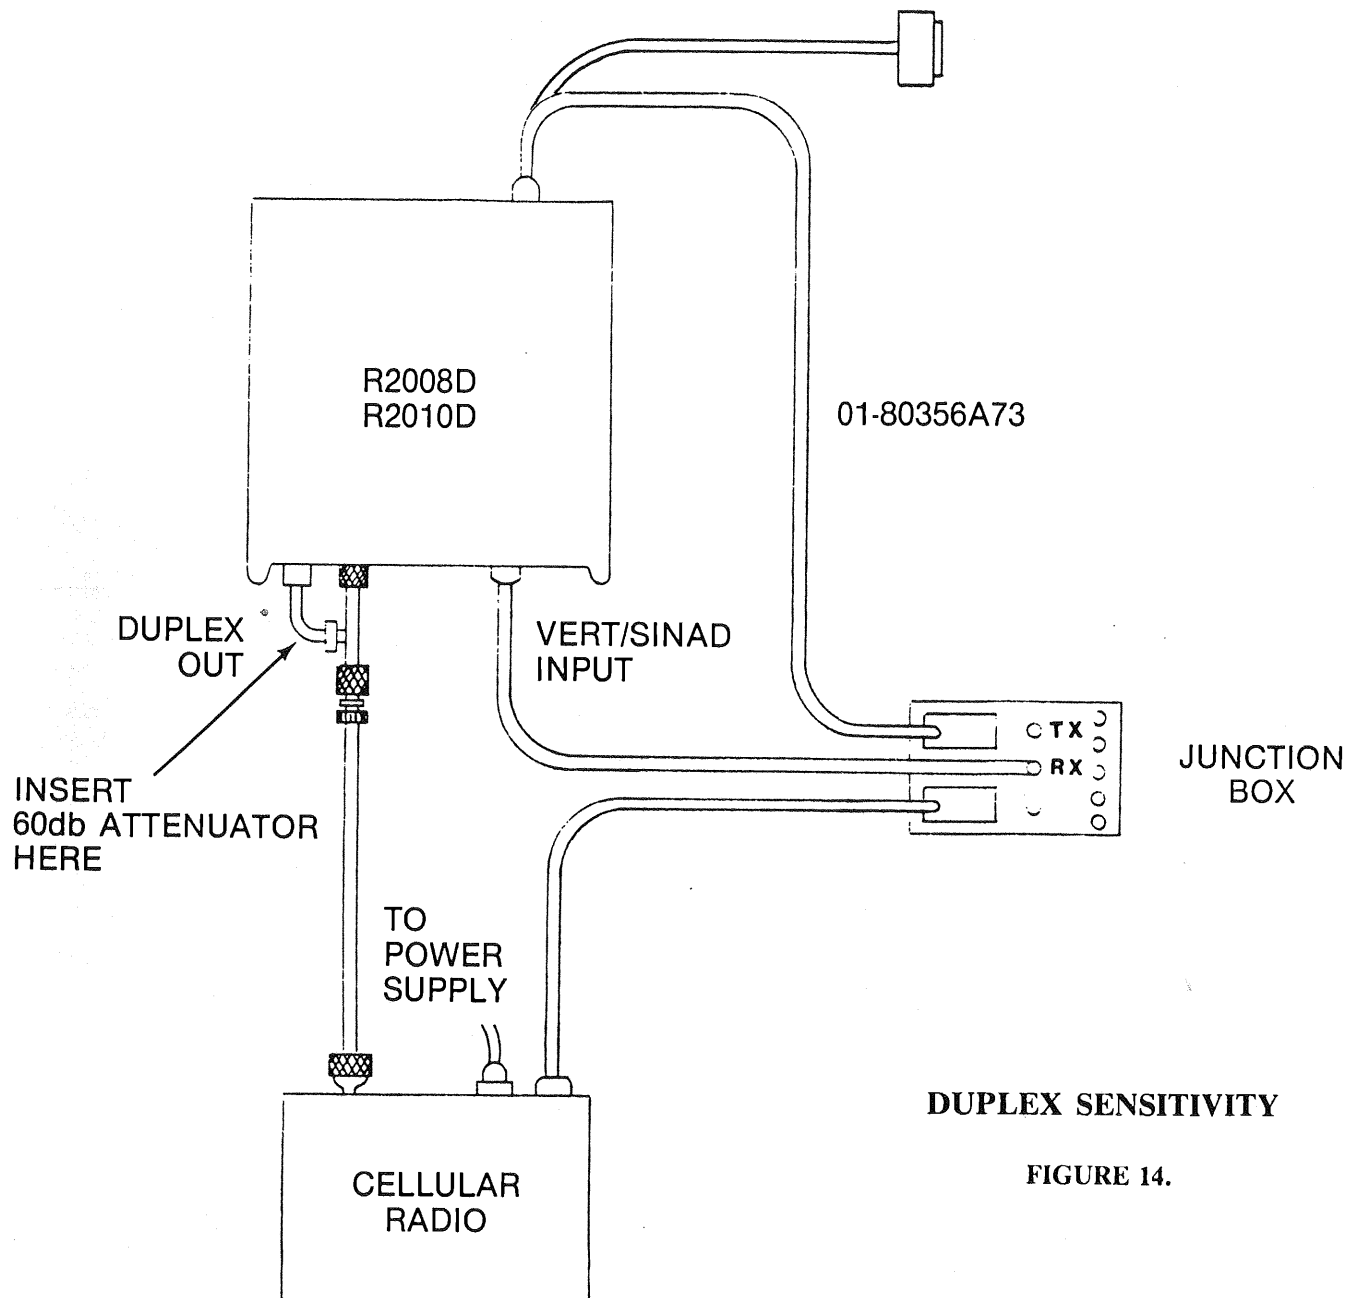 R2008D
R2010D
01-80356A73
DUPLEX
OUT
VERT/SINAD
INPUT
TX
RX
JUNCTION
BOX
INSERT
60db ATTENUATOR
HERE
TO
POWER
SUPPLY
DUPLEX SENSITIVITY
FIGURE 14.
CELLULAR
RADIO